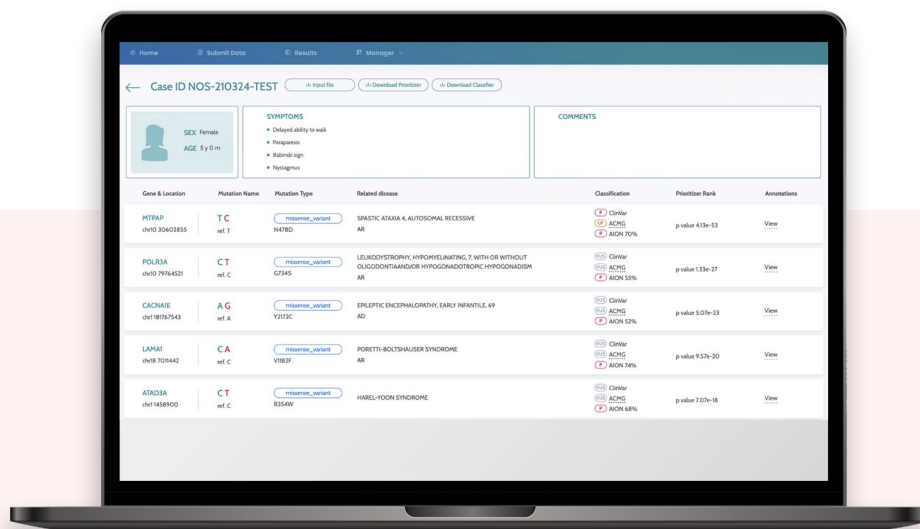 Home Submit Data Results Manager
Case ID NOS-210324-TEST Input file Download Prioritizer Download Classifier
SEX Female
AGE 5 y 0 m
SYMPTOMS
Delayed ability to walk
Paraparesis
Babinski sign
Nystagmus
COMMENTS
Gene & Location Mutation Name Mutation Type Related disease Classification Prioritizer Rank Annotations
MTPAP
chr10 30602855
T C
ref. T
missense_variant
N478D
SPASTIC ATAXIA 4, AUTOSOMAL RECESSIVE
AR
P ClinVar
LP ACMG
P AION 70%
p value 4.13e-53
View
POLR3A
chr10 79764521
C T
ref. C
missense_variant
G734S
LEUKODYSTROPHY, HYPOMYELINATING, 7, WITH OR WITHOUT
OLIGODONTIAAND/OR HYPOGONADOTROPIC HYPOGONADISM
AR
VUS ClinVar
VUS ACMG
P AION 55%
p value 1.33e-27
View
CACNA1E
chr1 181767543
A G
ref. A
missense_variant
Y2172C
EPILEPTIC ENCEPHALOPATHY, EARLY INFANTILE, 69
AD
VUS ClinVar
VUS ACMG
P AION 52%
p value 5.07e-23
View
LAMA1
chr18 7011442
C A
ref. C
missense_variant
V1182F
PORETTI-BOLTSHAUSER SYNDROME
AR
VUS ClinVar
VUS ACMG
P AION 74%
p value 9.57e-20
View
ATAD3A
chr1 1458900
C T
ref. C
missense_variant
R354W
HAREL-YOON SYNDROME
VUS ClinVar
VUS ACMG
P AION 68%
p value 7.07e-18
View